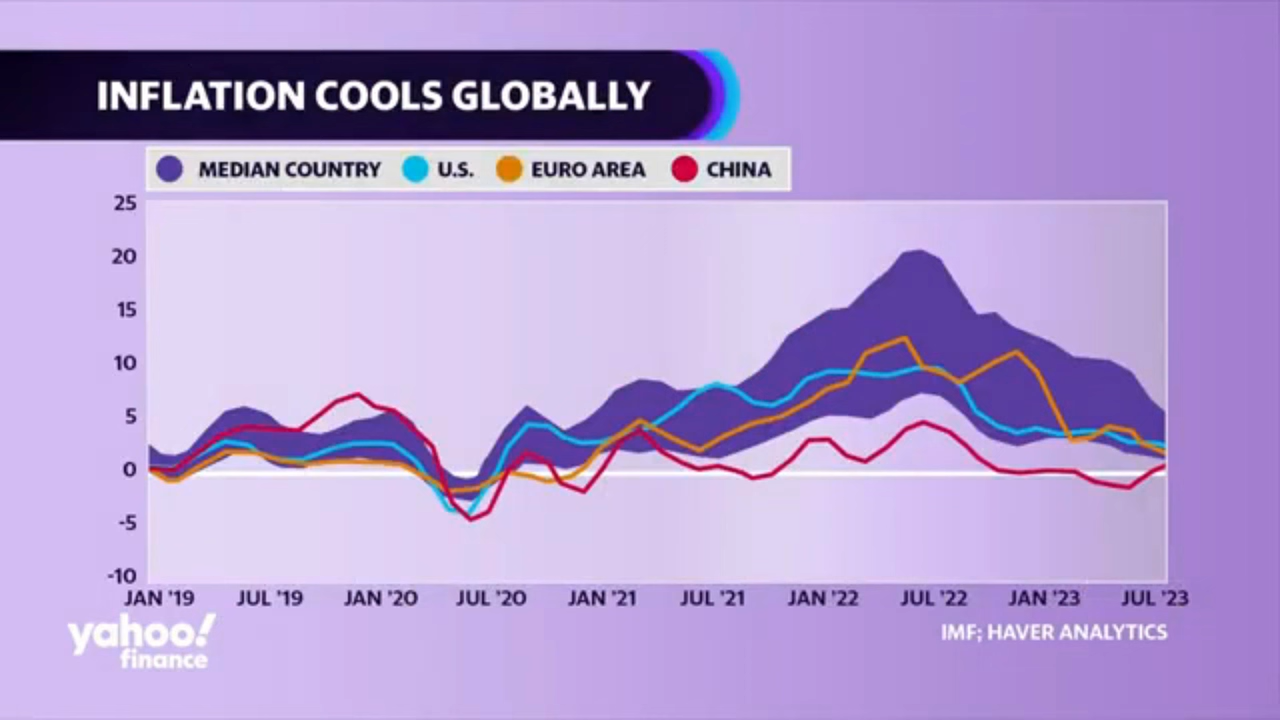 INFLATION COOLS GLOBALLY
MEDIAN COUNTRY U.S. EURO AREA CHINA
25
20
15
10
5
0
-5
-10
JAN '19 JUL '19 JAN '20 JUL '20 JAN '21 JUL '21 JAN '22 JUL '22 JAN '23 JUL '23
yahoo!
finance
IMF; HAVER ANALYTICS